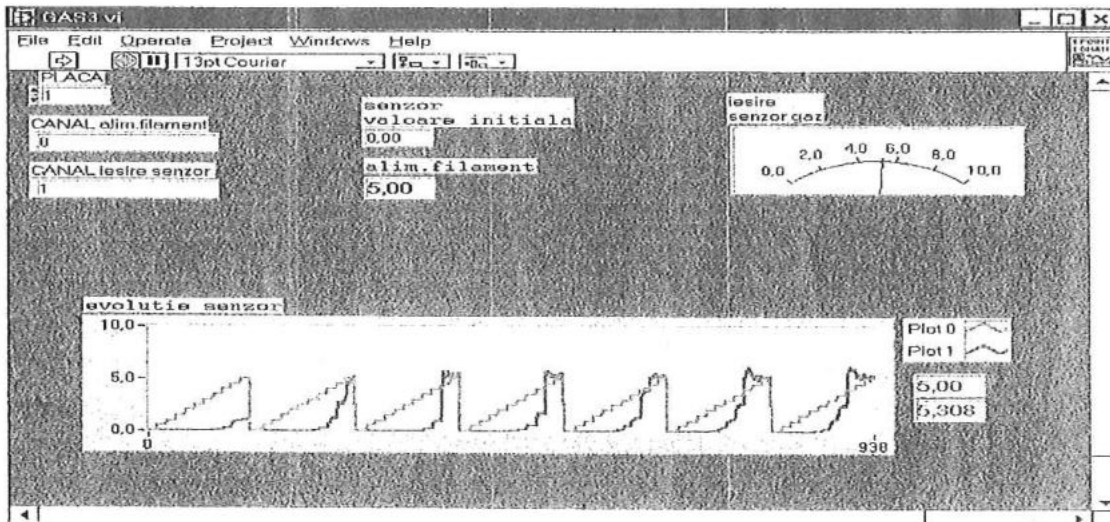 GAS3 vi
File Edit Operate Project Windows Help
13pt Courier
PLACA
1
CANAL alim.filament
0
CANAL iesire senzor
1
senzor
valoare initiala
0,00
alim.filament
5,00
iesire
senzor gaz
0,0 2,0 4,0 6,0 8,0 10,0
evolutie senzor
10,0
5,0
0,0
0
938
Plot 0
Plot 1
5,00
5,308